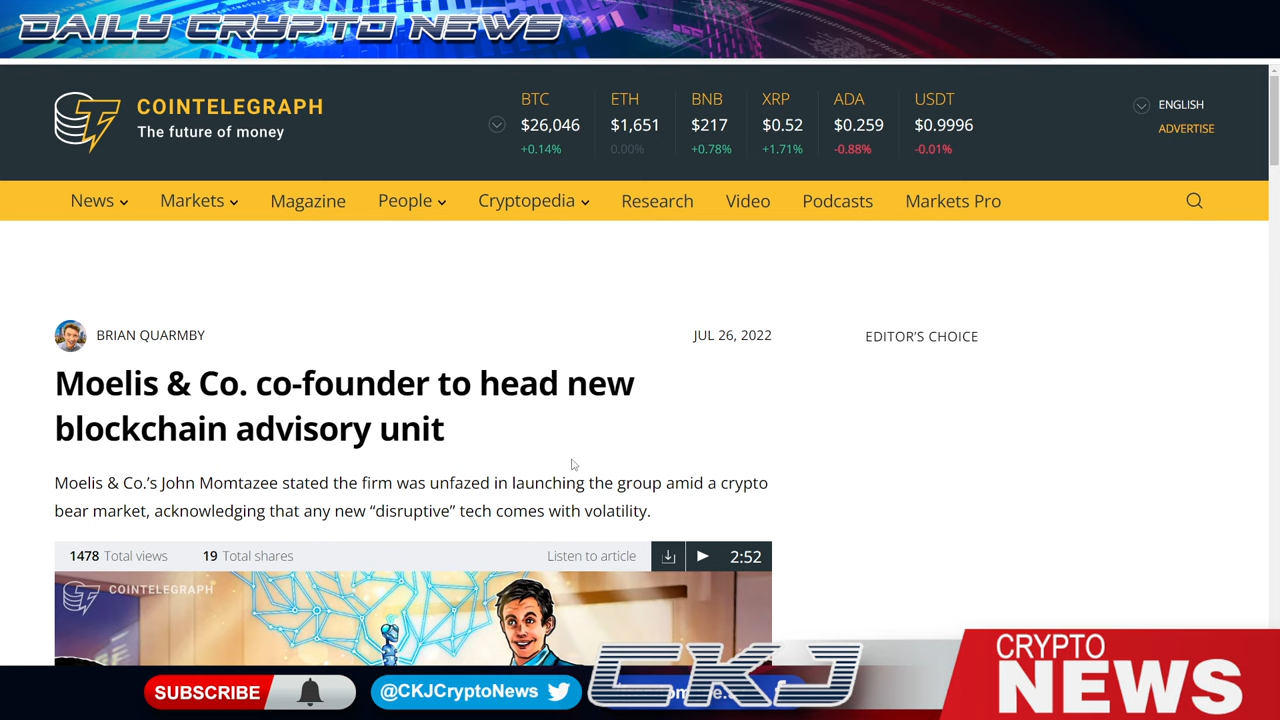 DAILY CRYPTO NEWS
COINTELEGRAPH
The future of money
BTC ETH BNB XRP ADA USDT
$26,046 $1,651 $217 $0.52 $0.259 $0.9996
+0.14% 0.00% +0.78% +1.71% -0.88% -0.01%
ENGLISH
ADVERTISE
News Markets Magazine People Cryptopedia Research Video Podcasts Markets Pro
BRIAN QUARMBY JUL 26, 2022 EDITOR'S CHOICE
Moelis & Co. co-founder to head new
blockchain advisory unit
Moelis & Co.'s John Momtazee stated the firm was unfazed in launching the group amid a crypto
bear market, acknowledging that any new “disruptive” tech comes with volatility.
1478 Total views 19 Total shares Listen to article 2:52
COINTELEGRAPH
SUBSCRIBE @CKJCryptoNews CKJ
CRYPTO
NEWS